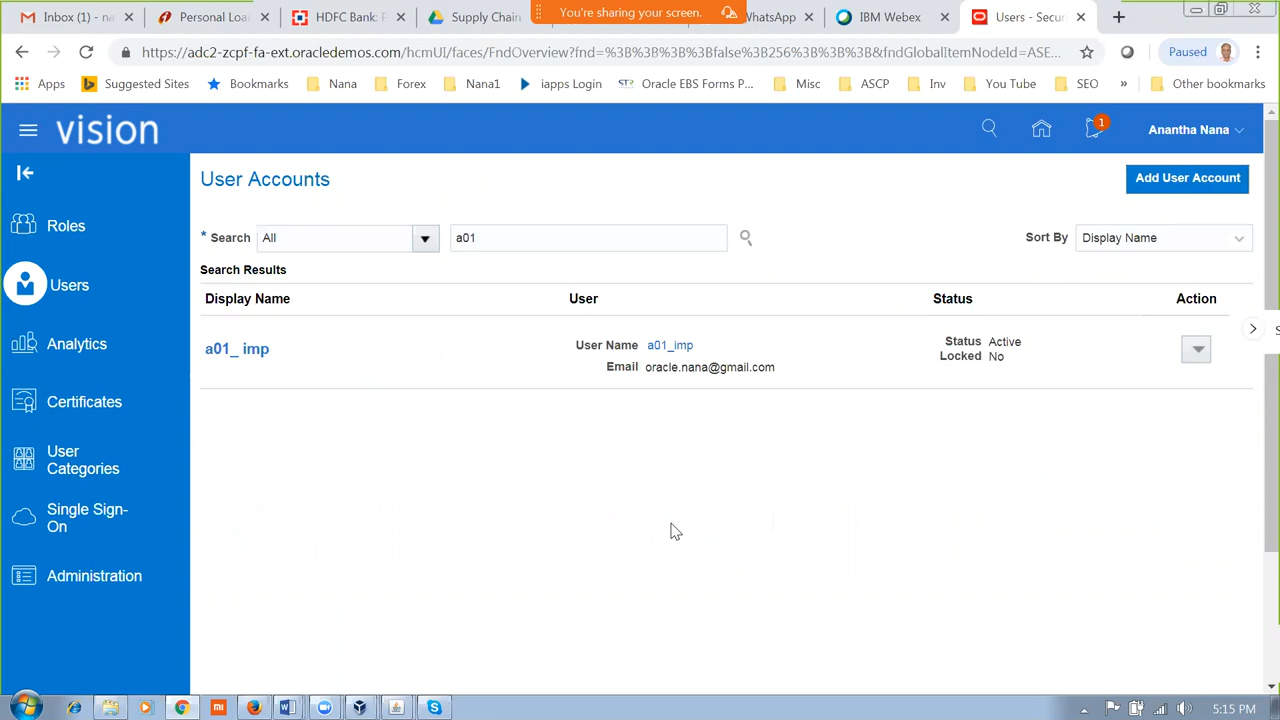 Inbox (1) - na
Personal Loa
HDFC Bank: F
Supply Chain
You're sharing your screen.
WhatsApp
IBM Webex
Users - Secur
https://adc2-zcpf-fa-ext.oracledemos.com/hcmUI/faces/FndOverview?fnd=%3B%3B%3B%3Bfalse%3B256%3B%3B%3B&fndGlobalItemNodeId=ASE...
Paused
Apps
Suggested Sites
Bookmarks
Nana
Forex
Nana1
iapps Login
Oracle EBS Forms P...
Misc
ASCP
Inv
You Tube
SEO
»
Other bookmarks
vision
1
Anantha Nana
User Accounts
Add User Account
Roles
* Search
All
a01
Sort By
Display Name
Search Results
Users
Display Name
User
Status
Action
Analytics
a01_ imp
User Name a01_imp
Email oracle.nana@gmail.com
Status Active
Locked No
Certificates
User
Categories
Single Sign-
On
Administration
5:15 PM